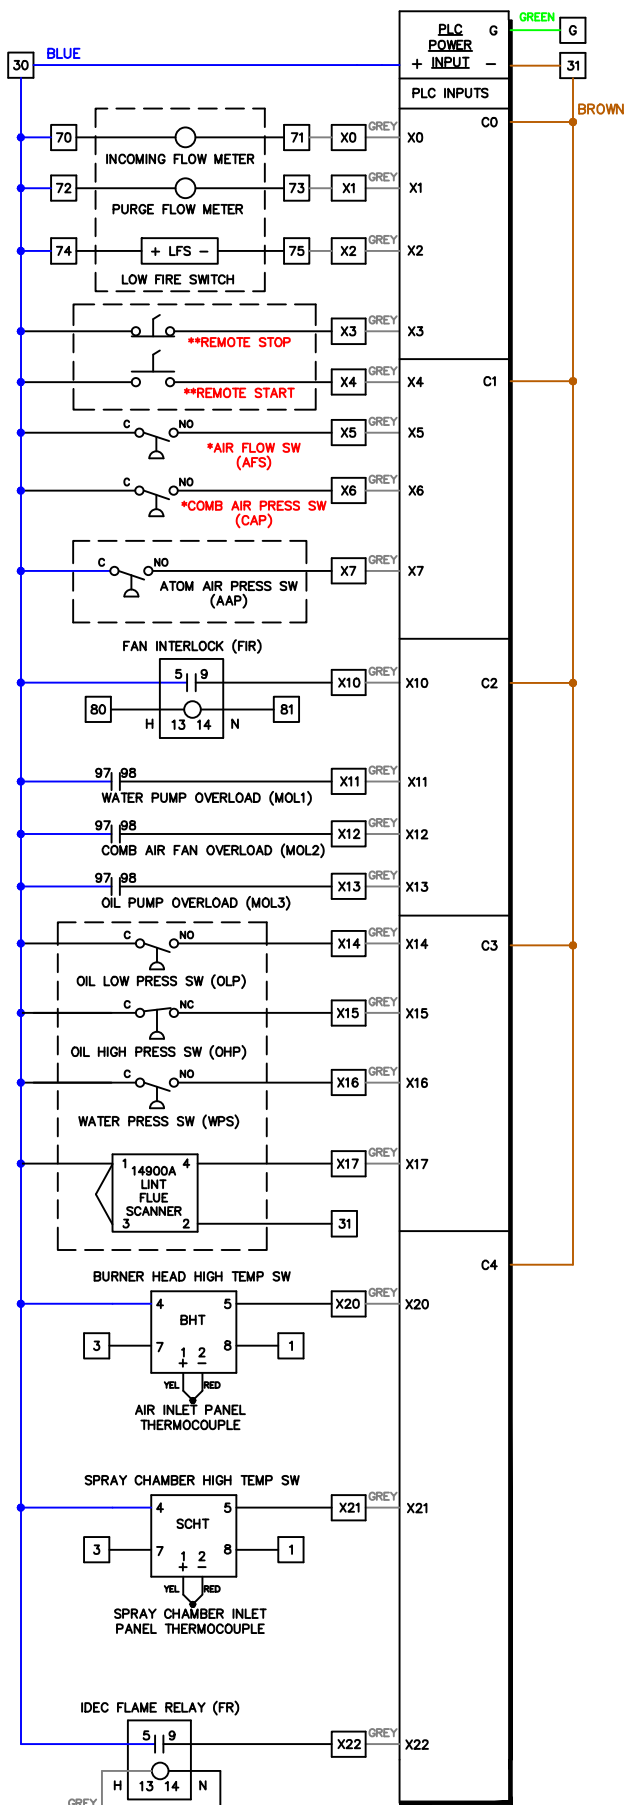 GREEN
PLC G G
POWER
30 BLUE + INPUT - 31
PLC INPUTS
BROWN
C0
70 71 X0 GREY X0
INCOMING FLOW METER
72 73 X1 GREY X1
PURGE FLOW METER
74 + LFS - 75 X2 GREY X2
LOW FIRE SWITCH
X3 GREY X3
**REMOTE STOP
X4 GREY X4 C1
**REMOTE START
C NO X5 GREY X5
*AIR FLOW SW
(AFS)
C NO X6 GREY X6
*COMB AIR PRESS SW
(CAP)
C NO X7 GREY X7
ATOM AIR PRESS SW
(AAP)
FAN INTERLOCK (FIR)
5 9 X10 GREY X10 C2
80 81
H 13 14 N
97 98 X11 GREY X11
WATER PUMP OVERLOAD (MOL1)
97 98 X12 GREY X12
COMB AIR FAN OVERLOAD (MOL2)
97 98 X13 GREY X13
OIL PUMP OVERLOAD (MOL3)
C NO X14 GREY X14 C3
OIL LOW PRESS SW (OLP)
C NC X15 GREY X15
OIL HIGH PRESS SW (OHP)
C NO X16 GREY X16
WATER PRESS SW (WPS)
1 4 X17 GREY X17
14900A
LINT
FLUE
SCANNER
3 2 31
C4
BURNER HEAD HIGH TEMP SW
4 5 X20 GREY X20
BHT
3 7 8 1
1 2
+ -
YEL RED
AIR INLET PANEL
THERMOCOUPLE
SPRAY CHAMBER HIGH TEMP SW
4 5 X21 GREY X21
SCHT
3 7 8 1
1 2
+ -
YEL RED
SPRAY CHAMBER INLET
PANEL THERMOCOUPLE
IDEC FLAME RELAY (FR)
5 9 X22 GREY X22
H 13 14 N
GREY